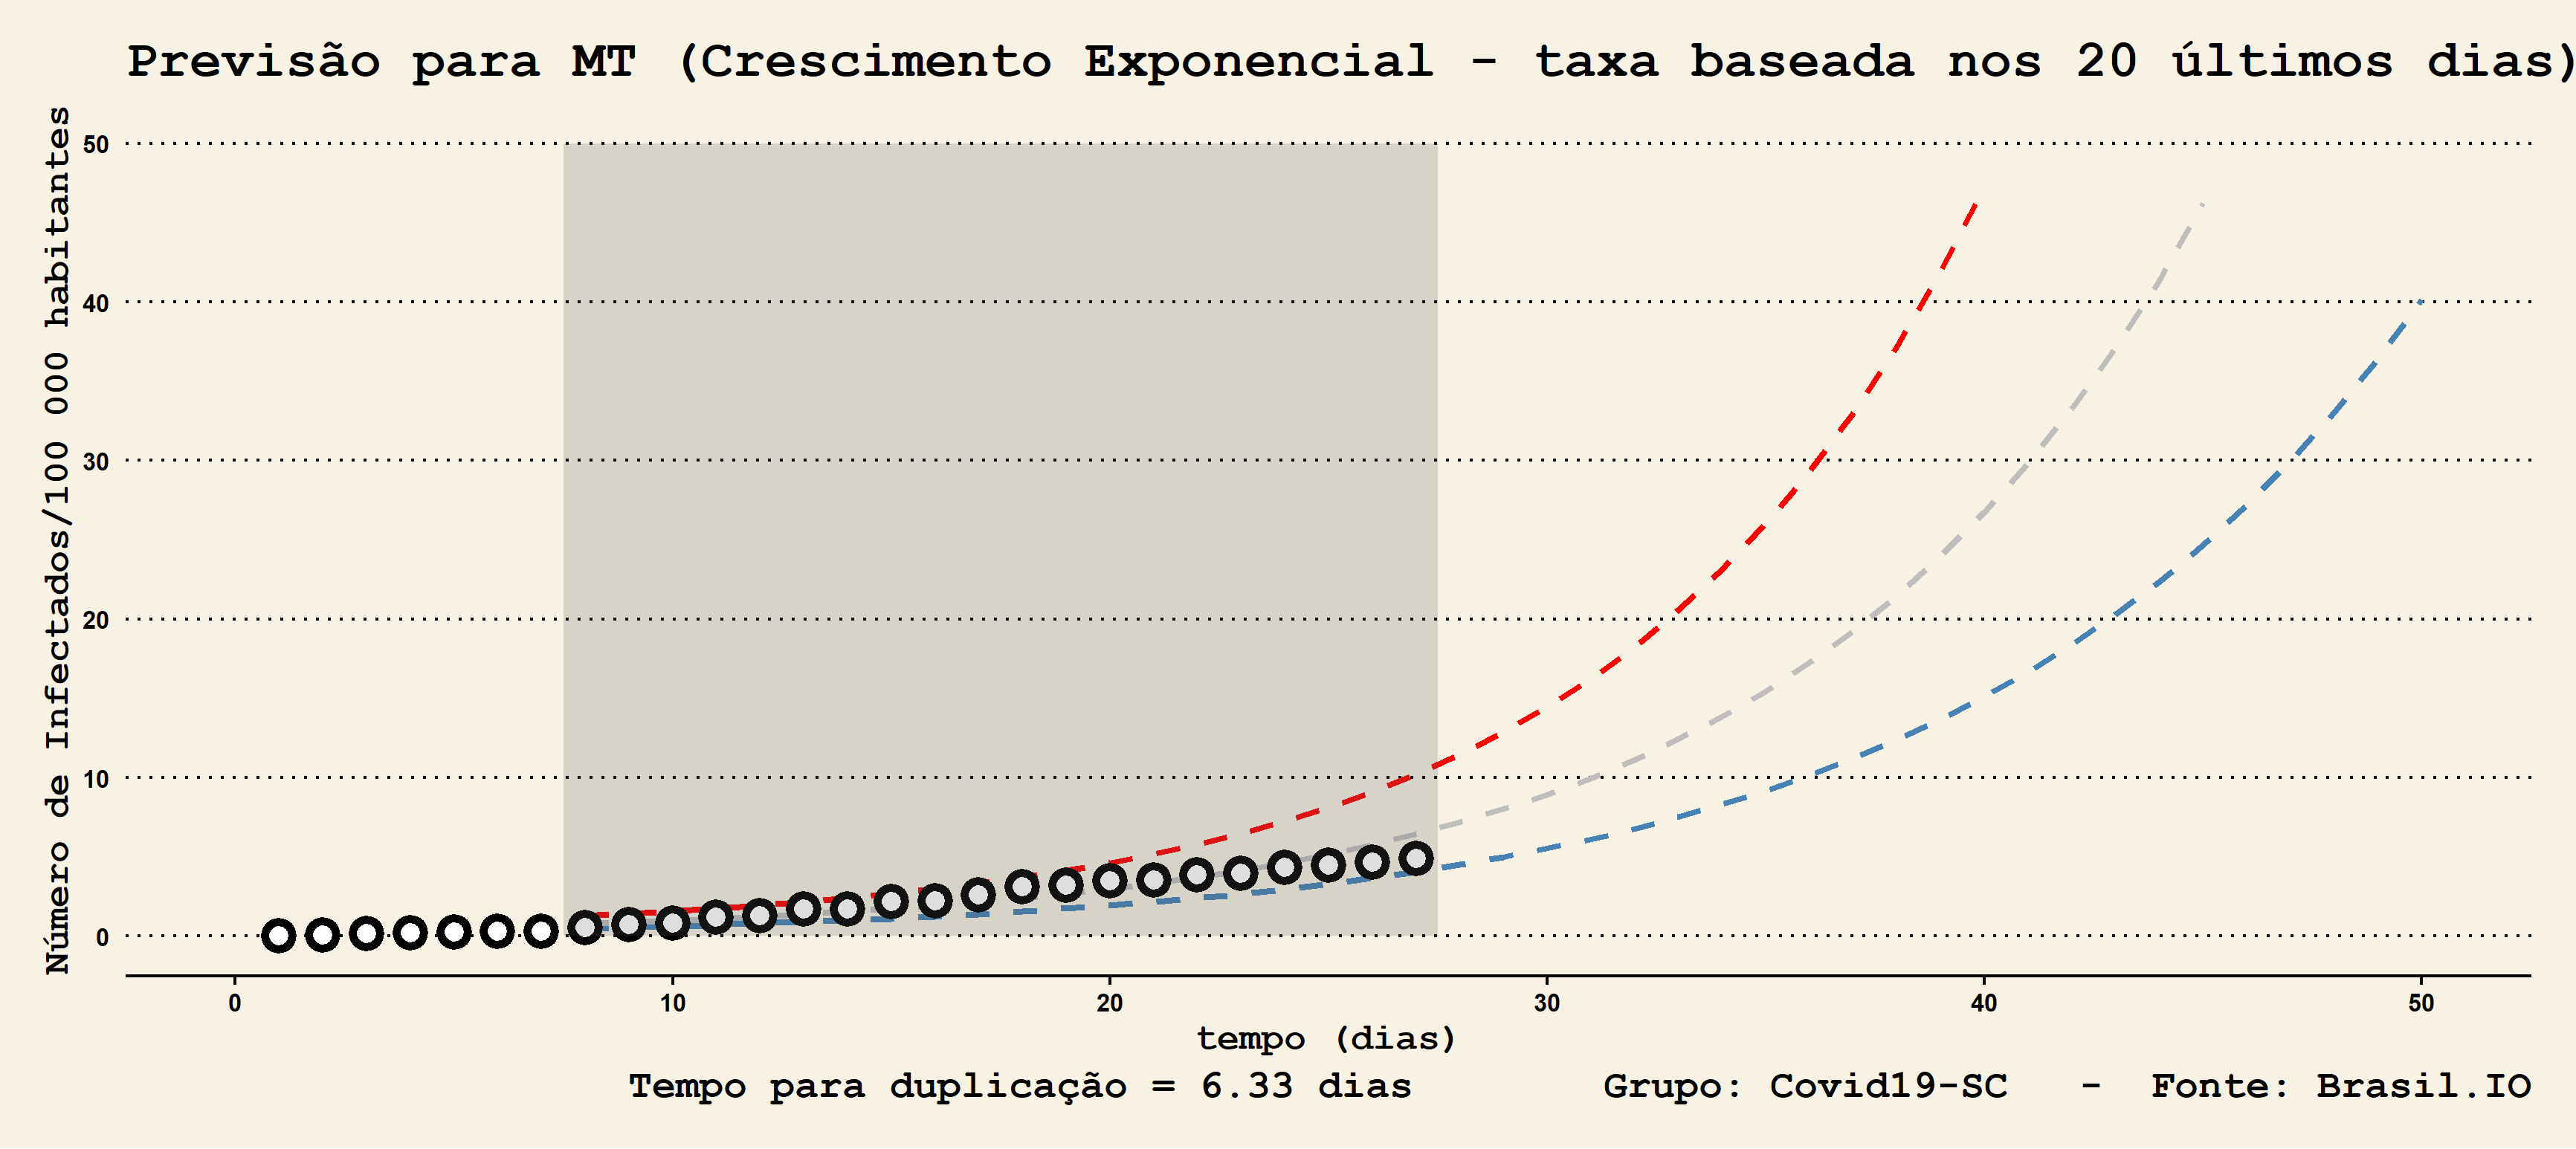 Previsão para MT (Crescimento Exponencial - taxa baseada nos 20 últimos dias)
Número de Infectados/100 000 habitantes
50
40
30
20
10
0
0 10 20 30 40 50
tempo (dias)
Tempo para duplicação = 6.33 dias Grupo: Covid19-SC - Fonte: Brasil.IO